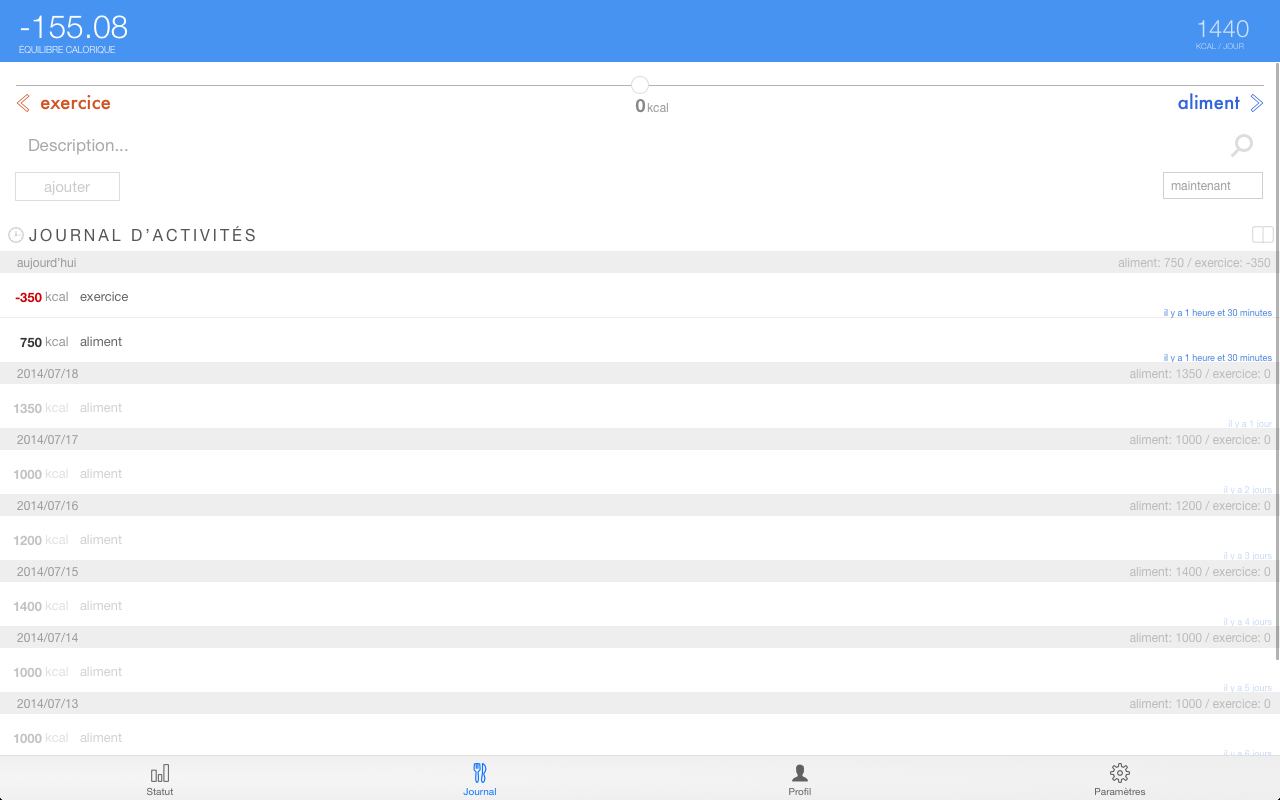 -155.08
ÉQUILIBRE CALORIQUE
1440
KCAL / JOUR
exercice
0 kcal
aliment
Description...
ajouter
maintenant
JOURNAL D'ACTIVITÉS
aujourd'hui
aliment: 750 / exercice: -350
-350 kcal exercice
il y a 1 heure et 30 minutes
750 kcal aliment
il y a 1 heure et 30 minutes
2014/07/18
aliment: 1350 / exercice: 0
1350 kcal aliment
il y a 1 jour
2014/07/17
aliment: 1000 / exercice: 0
1000 kcal aliment
il y a 2 jours
2014/07/16
aliment: 1200 / exercice: 0
1200 kcal aliment
il y a 3 jours
2014/07/15
aliment: 1400 / exercice: 0
1400 kcal aliment
il y a 4 jours
2014/07/14
aliment: 1000 / exercice: 0
1000 kcal aliment
il y a 5 jours
2014/07/13
aliment: 1000 / exercice: 0
1000 kcal aliment
il y a 6 jours
Statut
Journal
Profil
Paramètres